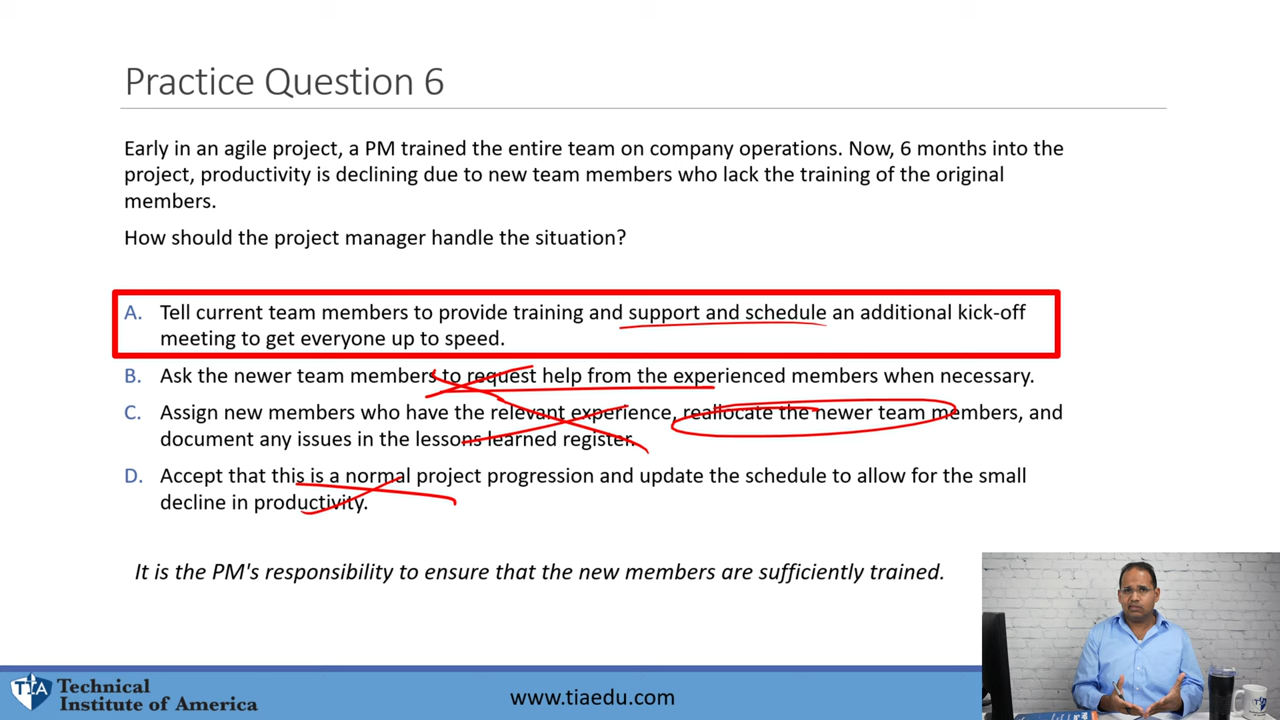 Practice Question 6
Early in an agile project, a PM trained the entire team on company operations. Now, 6 months into the
project, productivity is declining due to new team members who lack the training of the original
members.
How should the project manager handle the situation?
A. Tell current team members to provide training and support and schedule an additional kick-off
meeting to get everyone up to speed.
B. Ask the newer team members to request help from the experienced members when necessary.
C. Assign new members who have the relevant experience, reallocate the newer team members, and
document any issues in the lessons learned register.
D. Accept that this is a normal project progression and update the schedule to allow for the small
decline in productivity.
It is the PM's responsibility to ensure that the new members are sufficiently trained.
TIA
Technical
Institute of America
www.tiaedu.com